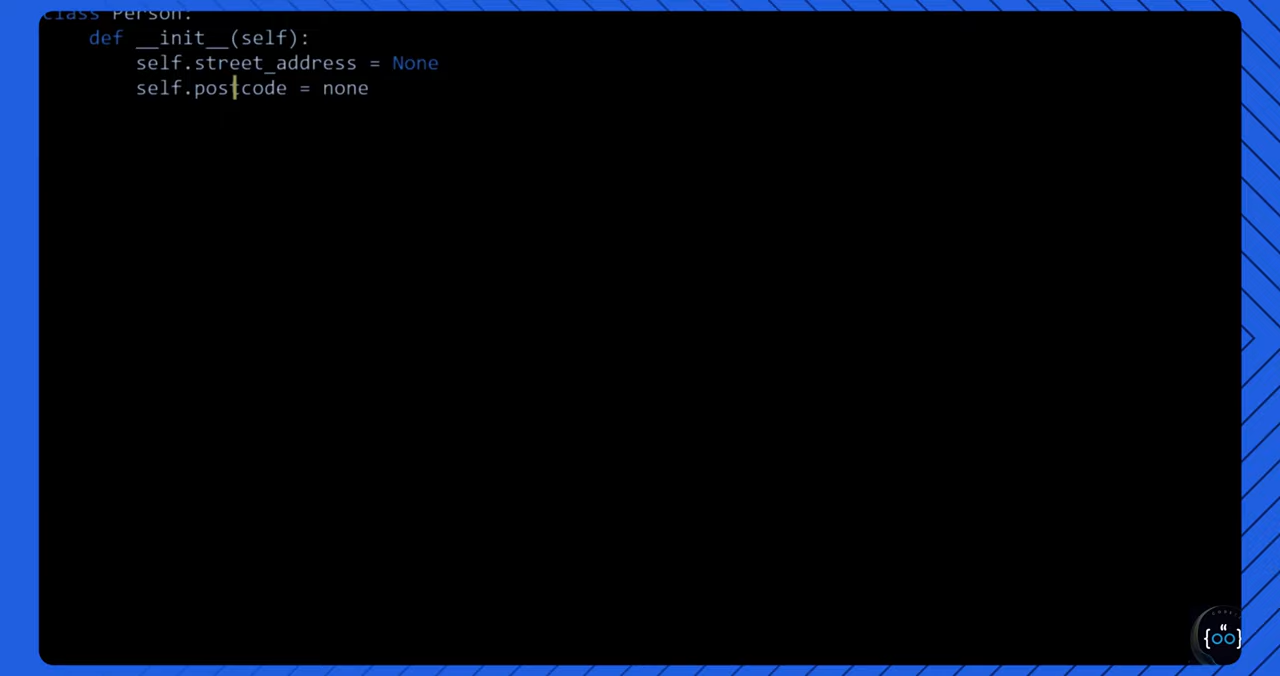 class Person:
    def __init__(self):
        self.street_address = None
        self.postcode = none